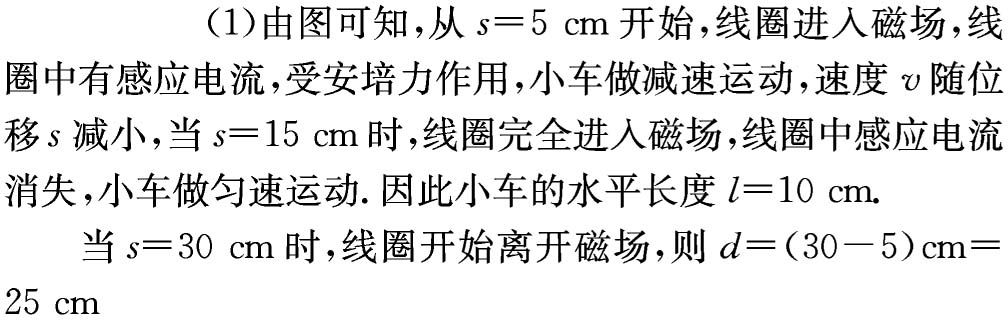 (1)由图可知,从 s=5 cm 开始,线圈进入磁场,线
圈中有感应电流,受安培力作用,小车做减速运动,速度 v 随位
移 s 减小,当 s=15 cm 时,线圈完全进入磁场,线圈中感应电流
消失,小车做匀速运动. 因此小车的水平长度 l=10 cm.
当 s=30 cm 时,线圈开始离开磁场,则 d=(30-5)cm=
25 cm